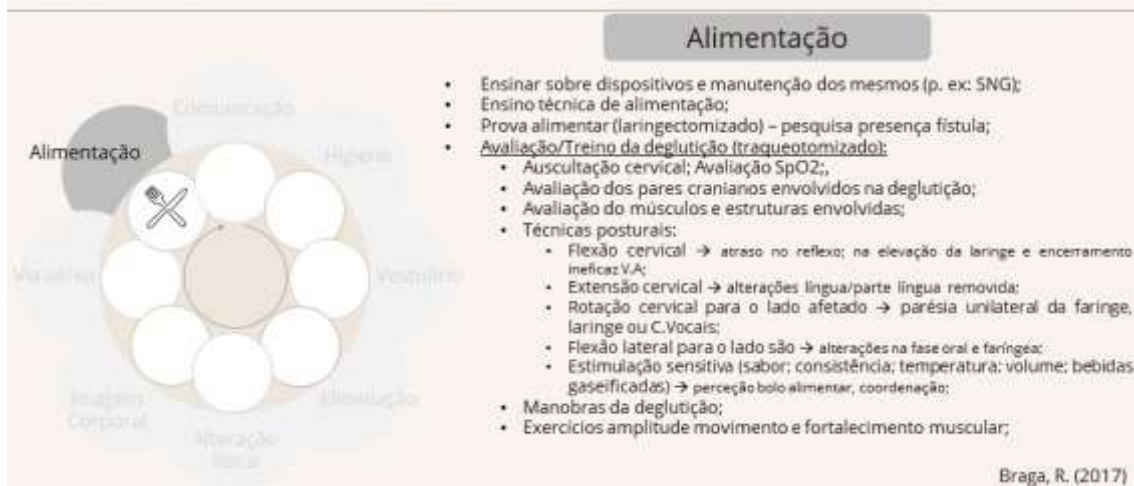 Alimentação
• Ensinar sobre dispositivos e manutenção dos mesmos (p. ex: SNG);
• Ensino técnica de alimentação;
• Prova alimentar (laringectomizado) – pesquisa presença fístula;
• Avaliação/Treino da deglutição (traqueotomizado):
• Auscultação cervical; Avaliação SpO2;,
• Avaliação dos pares cranianos envolvidos na deglutição;
• Avaliação do músculos e estruturas envolvidas;
• Técnicas posturais:
• Flexão cervical → atraso no reflexo; na elevação da laringe e encerramento
ineficaz V.A;
• Extensão cervical → alterações língua/parte língua removida;
• Rotação cervical para o lado afetado → parésia unilateral da faringe,
laringe ou C.Vocais;
• Flexão lateral para o lado são → alterações na fase oral e faríngea;
• Estimulação sensitiva (sabor; consistência; temperatura; volume; bebidas
gaseificadas) → perceção bolo alimentar, coordenação;
• Manobras da deglutição;
• Exercícios amplitude movimento e fortalecimento muscular;
Comunicação
Alimentação
Higiene
Via aérea
Vestuário
Imagem
Corporal
Eliminação
Alteração
Braga, R. (2017)